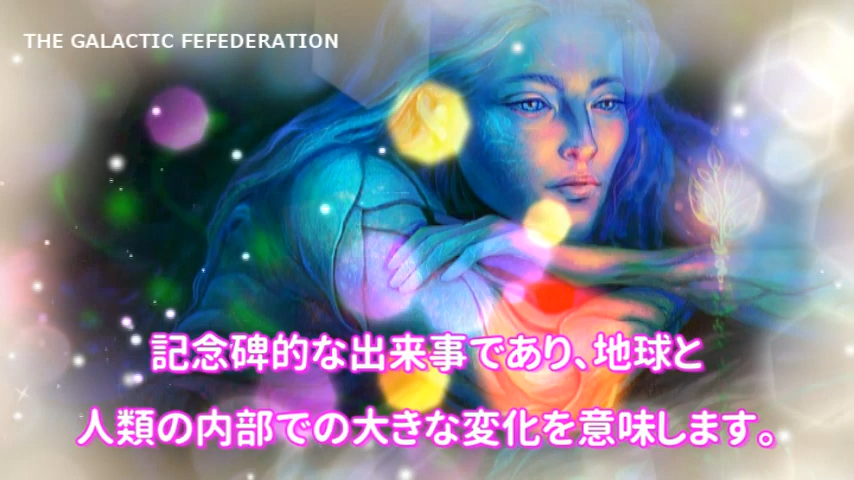 THE GALACTIC FEFEDERATION
記念碑的な出来事であり、地球と
人類の内部での大きな変化を意味します。